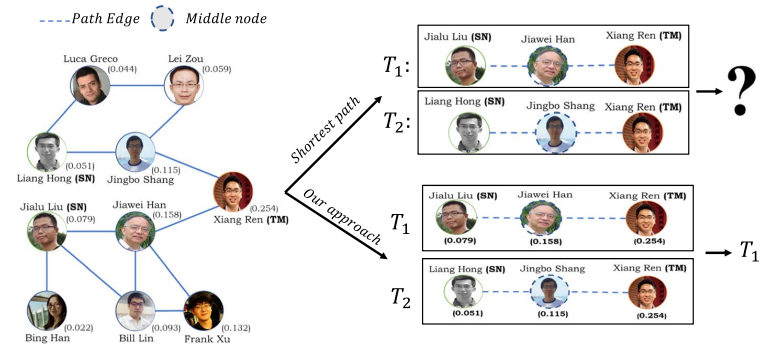 Path Edge
Middle node
Luca Greco
(0.044)
Lei Zou
(0.059)
(0.051)
Liang Hong (SN)
(0.115)
Jingbo Shang
(0.254)
Xiang Ren (TM)
Jialu Liu (SN)
(0.079)
Jiawei Han
(0.158)
(0.022)
Bing Han
(0.093)
Bill Lin
(0.132)
Frank Xu
Shortest path
Our approach
T1:
Jialu Liu (SN)
Jiawei Han
Xiang Ren (TM)
T2:
Liang Hong (SN)
Jingbo Shang
Xiang Ren (TM)
?
T1
Jialu Liu (SN)
Jiawei Han
Xiang Ren (TM)
(0.079)
(0.158)
(0.254)
T2
Liang Hong (SN)
Jingbo Shang
Xiang Ren (TM)
(0.051)
(0.115)
(0.254)
T1